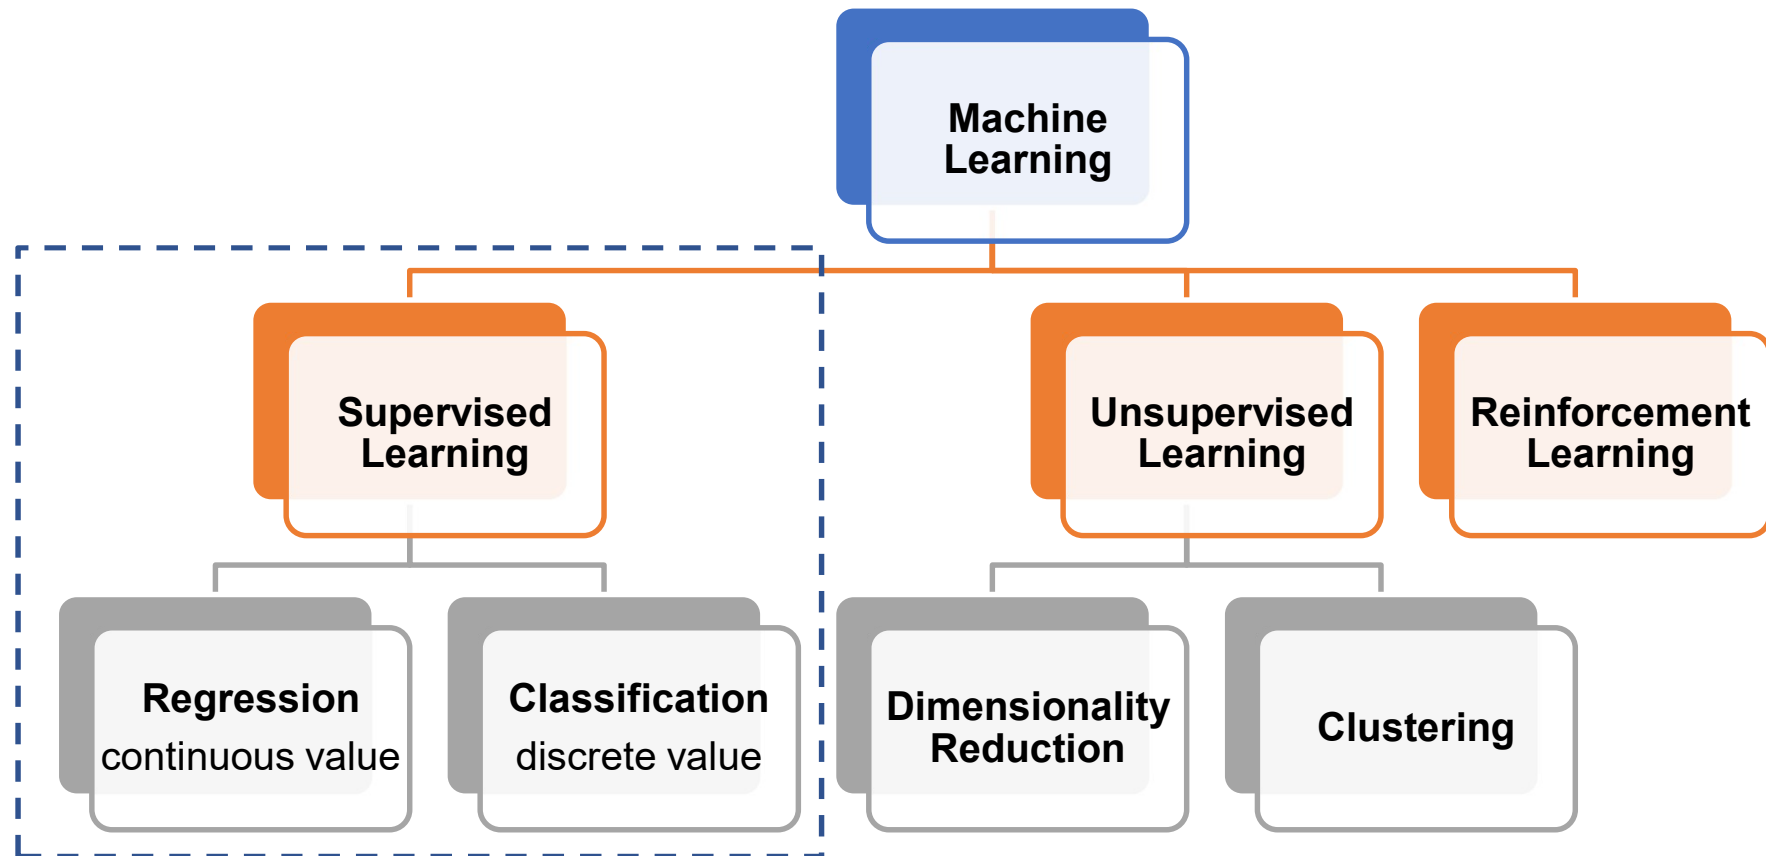 Machine
Learning
Supervised
Learning
Unsupervised
Learning
Reinforcement
Learning
Regression
continuous value
Classification
discrete value
Dimensionality
Reduction
Clustering